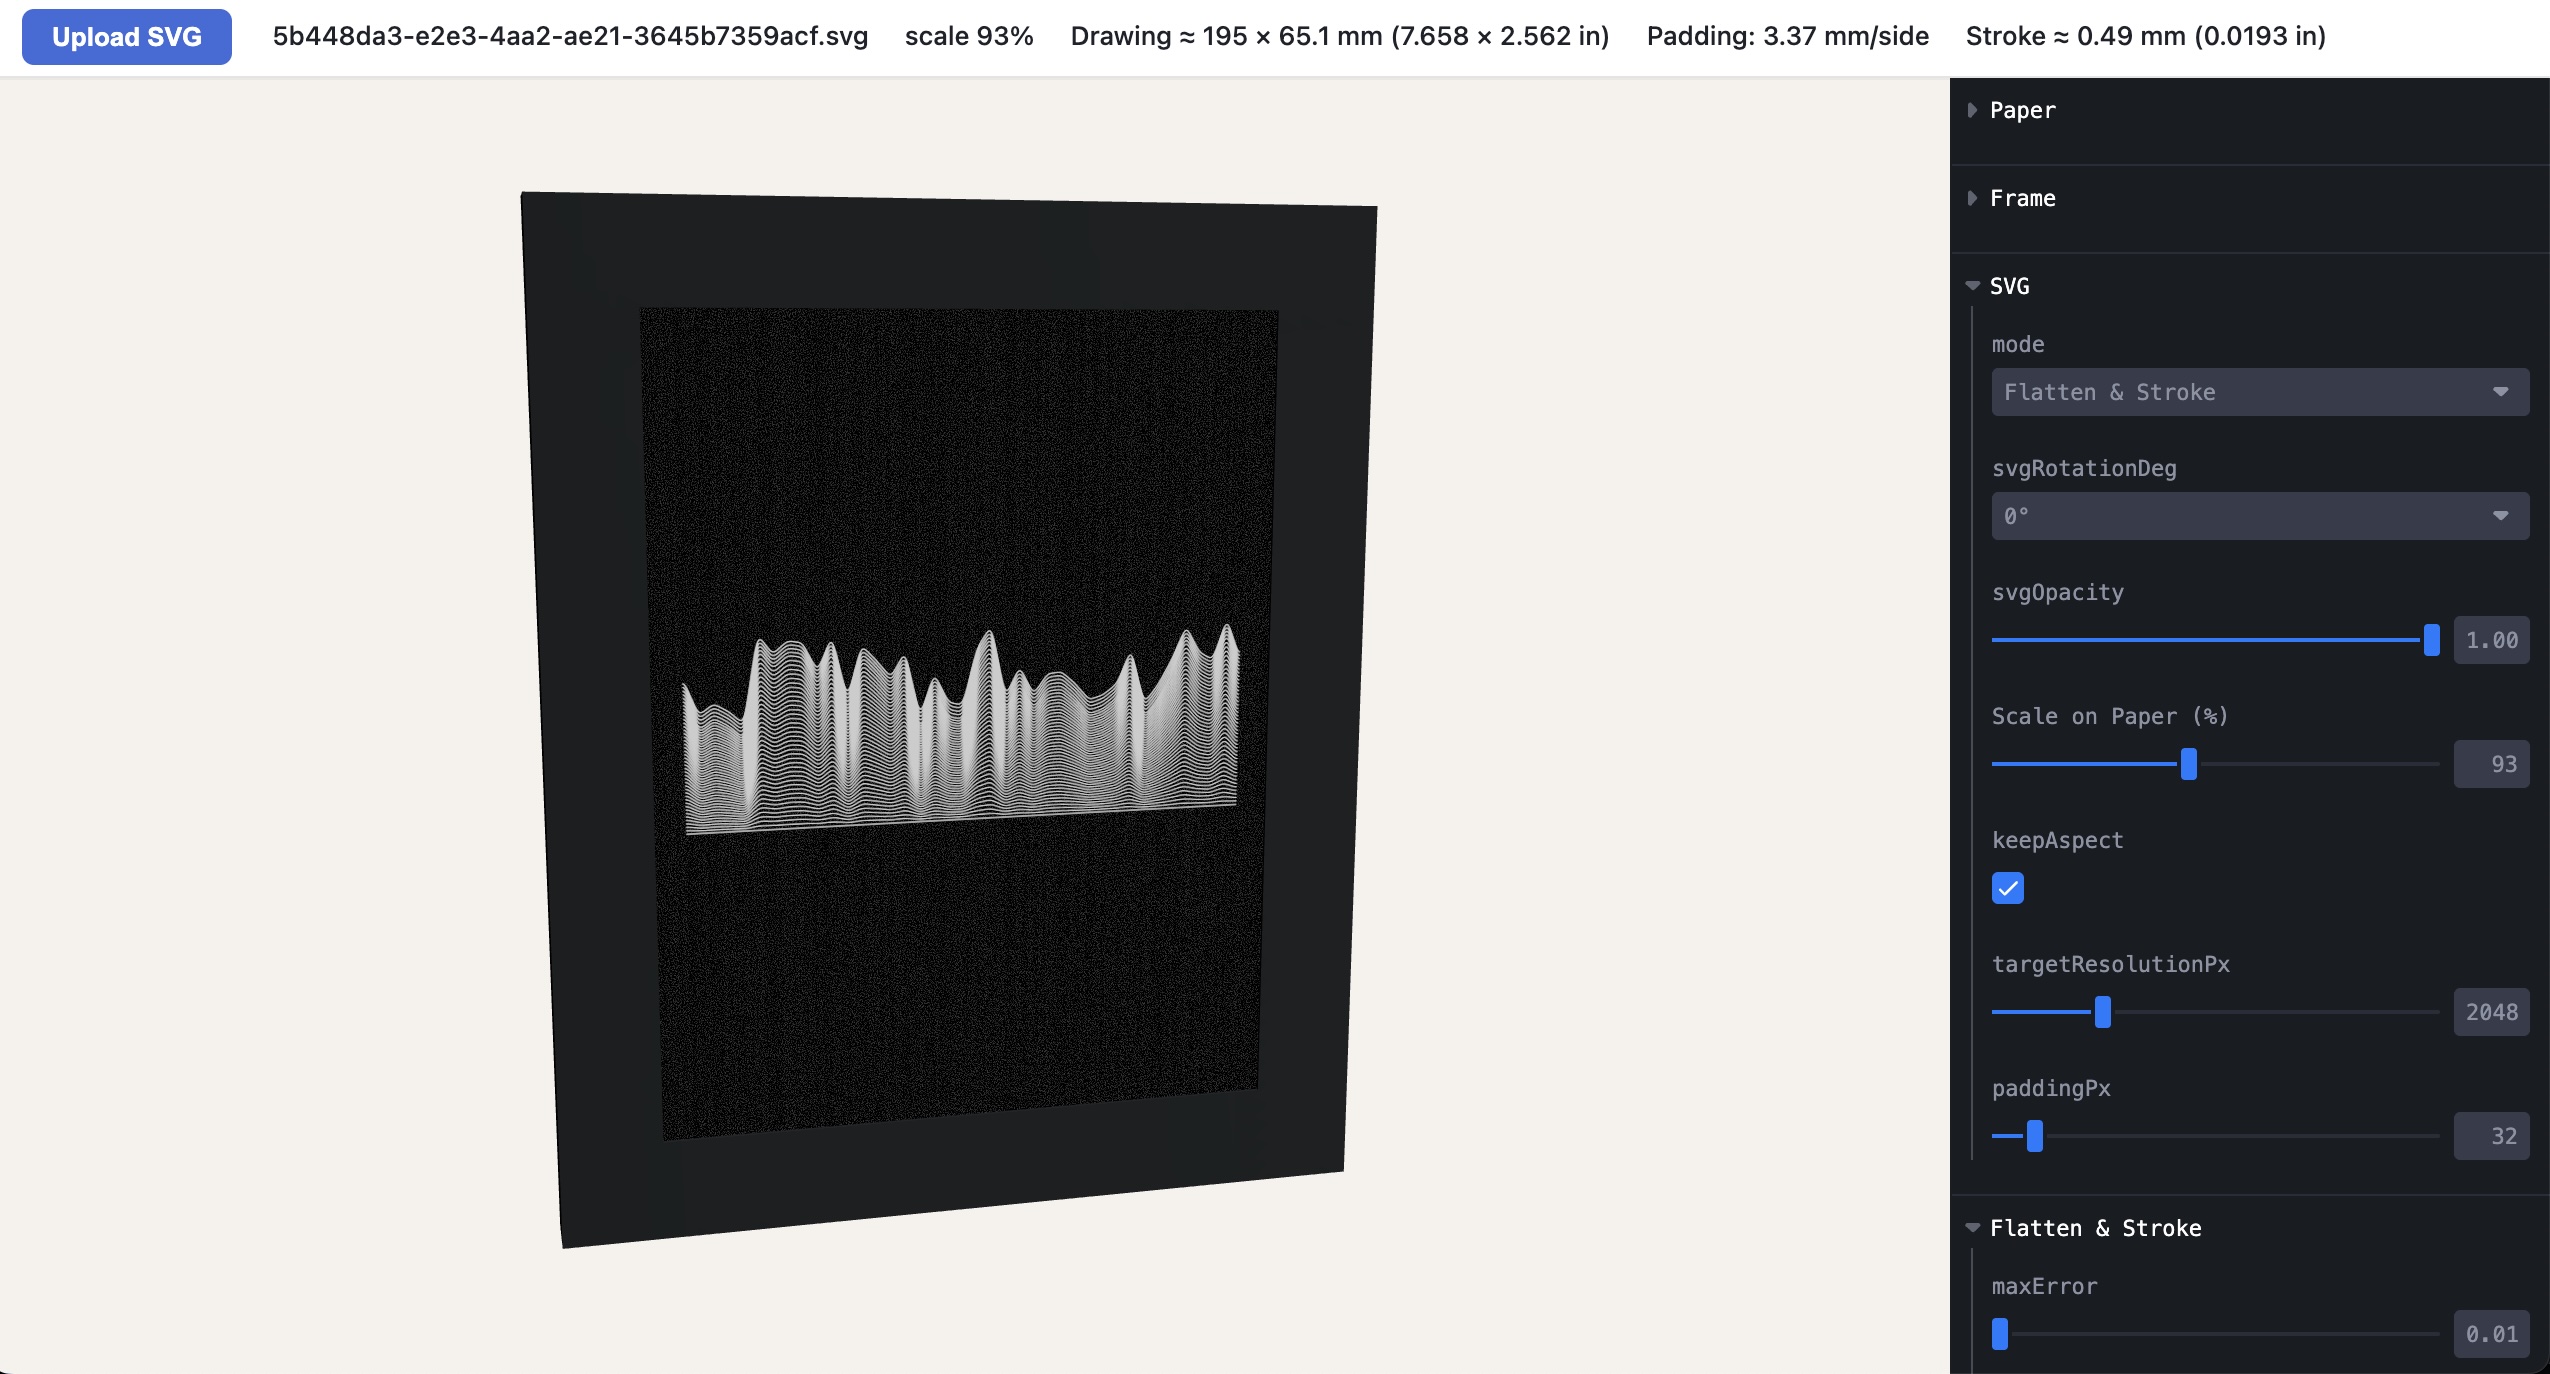 Upload SVG 5b448da3-e2e3-4aa2-ae21-3645b7359acf.svg scale 93% Drawing ≈ 195 × 65.1 mm (7.658 × 2.562 in) Padding: 3.37 mm/side Stroke ≈ 0.49 mm (0.0193 in)
Paper
Frame
SVG
mode
Flatten & Stroke
svgRotationDeg
0°
svgOpacity
1.00
Scale on Paper (%)
93
keepAspect
targetResolutionPx
2048
paddingPx
32
Flatten & Stroke
maxError
0.01